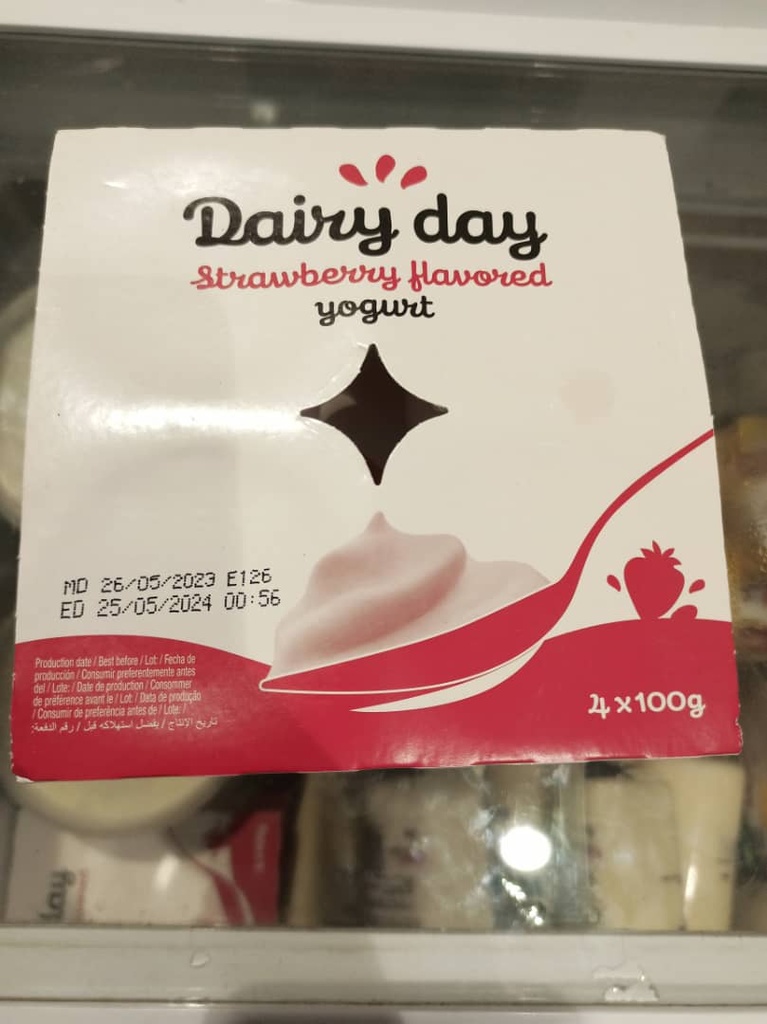 Dairy day
Strawberry flavored
yogurt
MD 26/05/2023 E126
ED 25/05/2024 00:56
Production date / Best before / Lot: / Fecha de
producción / Consumir preferentemente antes
del / Lote: / Date de production / Consommer
de préférence avant le / Lot: / Data de produção
/ Consumir de preferência antes de / Lote: /
تاريخ الإنتاج / يفضل استهلاكه قبل / رقم الدفعة:
4x100g
day